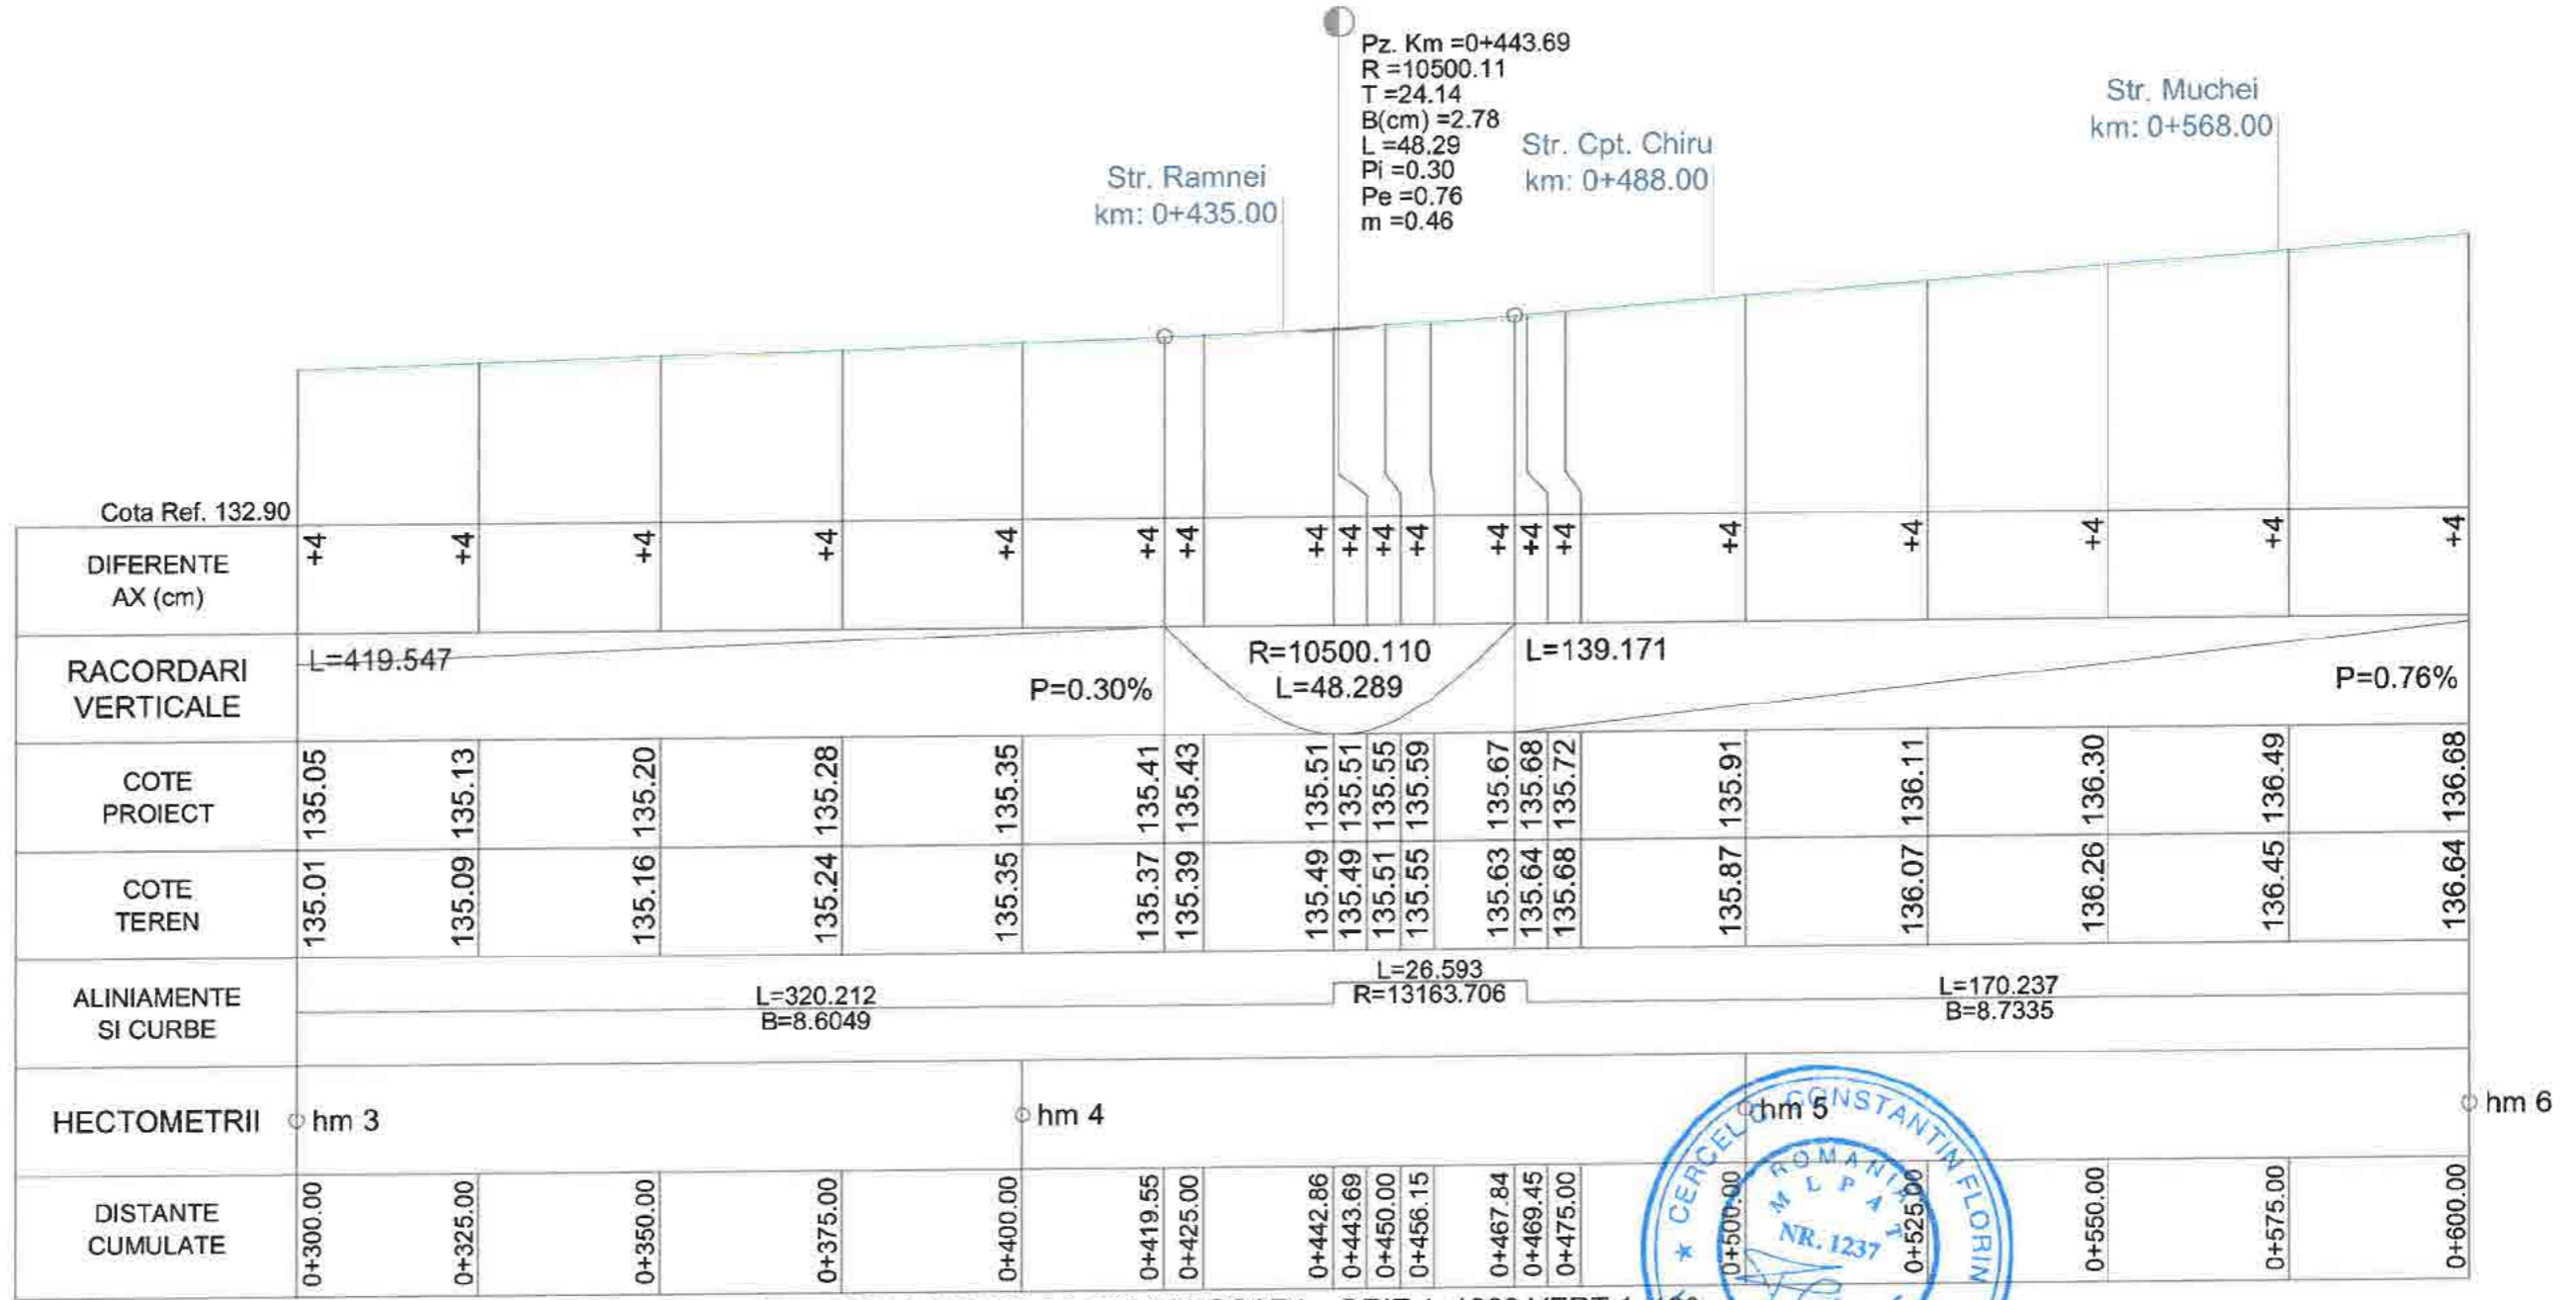 Pz. Km =0+443.69
R =10500.11
T =24.14
B(cm) =2.78
L =48.29
Pi =0.30
Pe =0.76
m =0.46
Str. Ramnei
km: 0+435.00
Str. Cpt. Chiru
km: 0+488.00
Str. Muchei
km: 0+568.00
Cota Ref. 132.90
DIFERENTE
AX (cm)
+4 +4 +4 +4 +4 +4 +4 +4 +4 +4 +4 +4 +4 +4 +4 +4 +4 +4 +4
RACORDARI
VERTICALE
L=419.547
P=0.30%
R=10500.110
L=48.289
L=139.171
P=0.76%
COTE
PROIECT
135.05 135.13 135.20 135.28 135.35 135.41 135.43 135.51 135.51 135.55 135.59 135.67 135.68 135.72 135.91 136.11 136.30 136.49 136.68
COTE
TEREN
135.01 135.09 135.16 135.24 135.35 135.37 135.39 135.49 135.49 135.51 135.55 135.63 135.64 135.68 135.87 136.07 136.26 136.45 136.64
ALINIAMENTE
SI CURBE
L=320.212
B=8.6049
L=26.593
R=13163.706
L=170.237
B=8.7335
HECTOMETRII
hm 3
hm 4
hm 5
hm 6
DISTANTE
CUMULATE
0+300.00 0+325.00 0+350.00 0+375.00 0+400.00 0+419.55 0+425.00 0+442.86 0+443.69 0+450.00 0+456.15 0+467.84 0+469.45 0+475.00 0+500.00 0+525.00 0+550.00 0+575.00 0+600.00
CONSTANTIN FLORIN
ROMANIA
M L P A T
NR. 1237